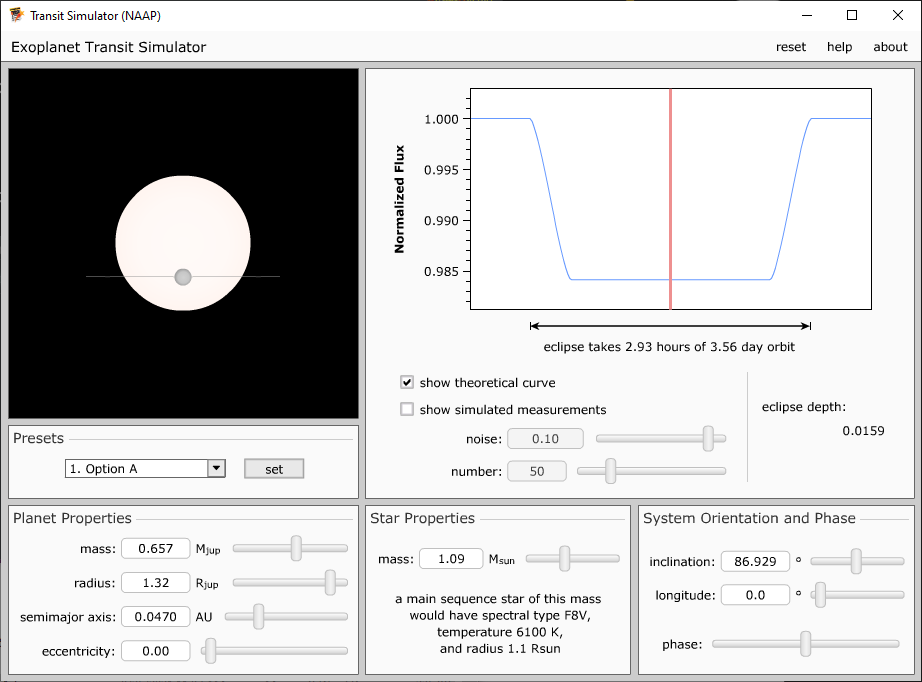 Transit Simulator (NAAP)
Exoplanet Transit Simulator
reset help about
Normalized Flux
1.000
0.995
0.990
0.985
eclipse takes 2.93 hours of 3.56 day orbit
show theoretical curve
show simulated measurements
noise: 0.10
number: 50
eclipse depth:
0.0159
Presets
1. Option A
set
Planet Properties
mass: 0.657 Mjup
radius: 1.32 Rjup
semimajor axis: 0.0470 AU
eccentricity: 0.00
Star Properties
mass: 1.09 Msun
a main sequence star of this mass
would have spectral type F8V,
temperature 6100 K,
and radius 1.1 Rsun
System Orientation and Phase
inclination: 86.929 °
longitude: 0.0 °
phase: